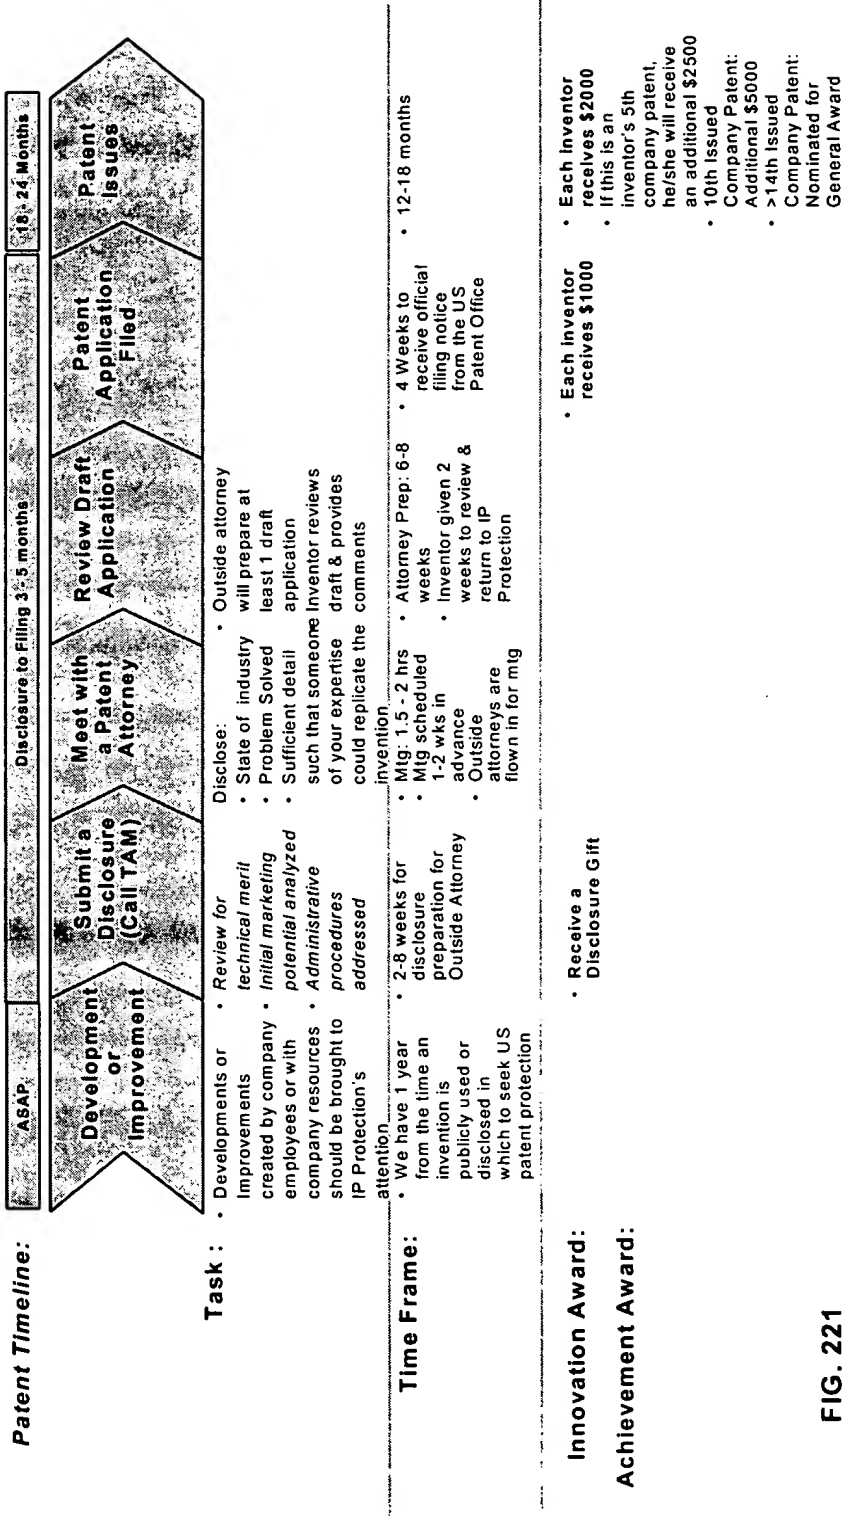 Patent Timeline:
ASAP
Disclosure to Filing 3 - 5 months
18 - 24 Months
Development
or
Improvement
Submit a
Disclosure
(Call TAM)
Meet with
a Patent
Attorney
Review Draft
Application
Patent
Application
Filed
Patent
Issues
Task :
• Developments or
Improvements
created by company
employees or with
company resources
should be brought to
IP Protection's
attention
• Review for
technical merit
• Initial marketing
potential analyzed
• Administrative
procedures
addressed
Disclose:
• State of industry
• Problem Solved
• Sufficient detail
such that someone
of your expertise
could replicate the
invention
• Outside attorney
will prepare at
least 1 draft
application
Inventor reviews
draft & provides
comments
Time Frame:
• We have 1 year
from the time an
invention is
publicly used or
disclosed in
which to seek US
patent protection
• 2-8 weeks for
disclosure
preparation for
Outside Attorney
• Mtg: 1.5 - 2 hrs
• Mtg scheduled
1-2 wks in
advance
• Outside
attorneys are
flown in for mtg
• Attorney Prep: 6-8
weeks
• Inventor given 2
weeks to review &
return to IP
Protection
• 4 Weeks to
receive official
filing notice
from the US
Patent Office
• 12-18 months
Innovation Award:
• Receive a
Disclosure Gift
• Each inventor
receives $1000
• Each Inventor
receives $2000
• If this is an
inventor's 5th
company patent,
he/she will receive
an additional $2500
• 10th Issued
Company Patent:
Additional $5000
• >14th Issued
Company Patent:
Nominated for
General Award
Achievement Award:
FIG. 221